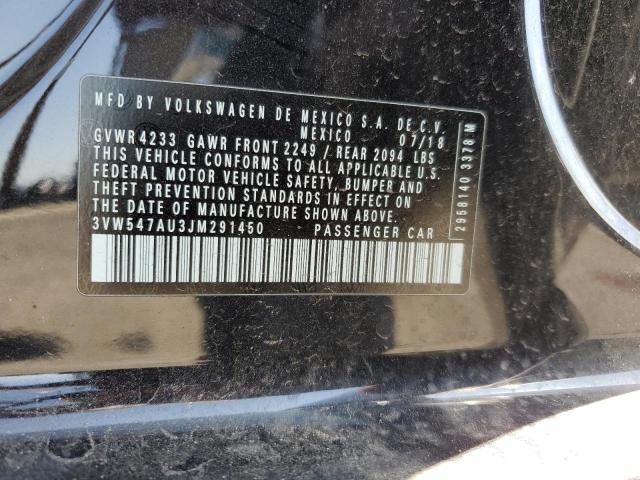 MFD BY VOLKSWAGEN DE MEXICO S.A. DE C.V.
MEXICO 07/18
GVWR 4233 GAWR FRONT 2249 / REAR 2094 LBS
THIS VEHICLE CONFORMS TO ALL APPLICABLE U.S.
FEDERAL MOTOR VEHICLE SAFETY, BUMPER AND
THEFT PREVENTION STANDARDS IN EFFECT ON
THE DATE OF MANUFACTURE SHOWN ABOVE.
3VW547AU3JM291450 PASSENGER CAR
2958140 3378 M